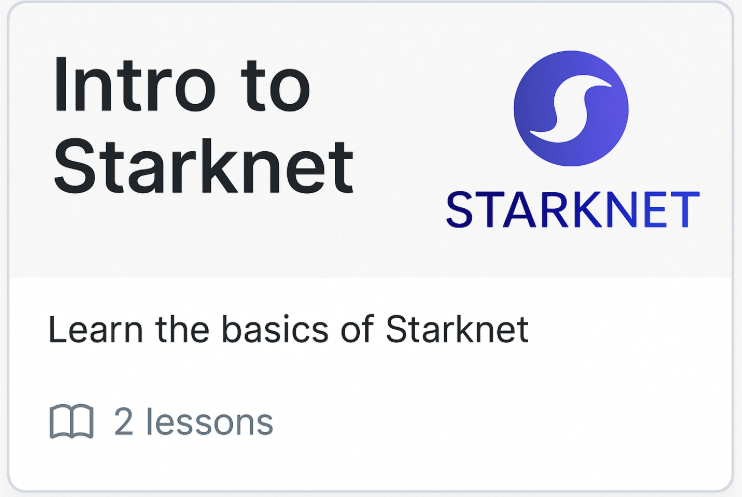 Intro to
Starknet
STARKNET
Learn the basics of Starknet
2 lessons